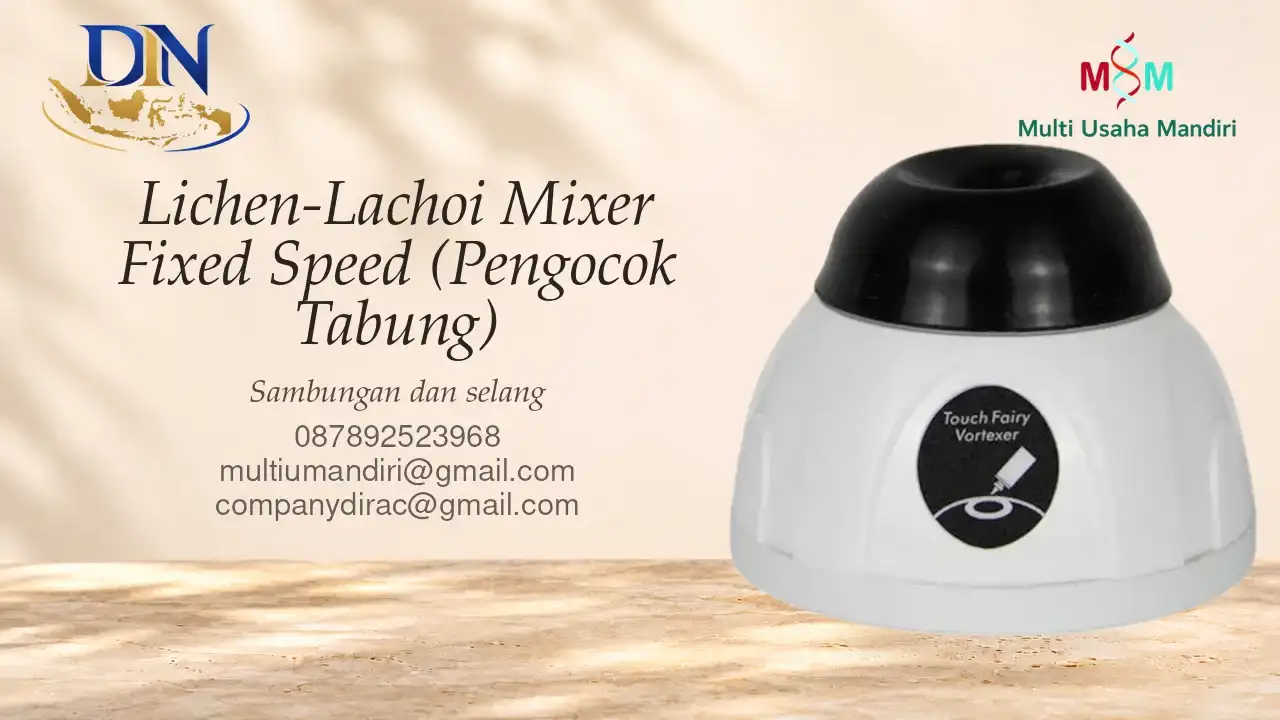 DN
MSM
Multi Usaha Mandiri
Lichen-Lachoi Mixer
Fixed Speed (Pengocok
Tabung)
Sambungan dan selang
087892523968
multiumandiri@gmail.com
companydirac@gmail.com
Touch Fairy
Vortexer